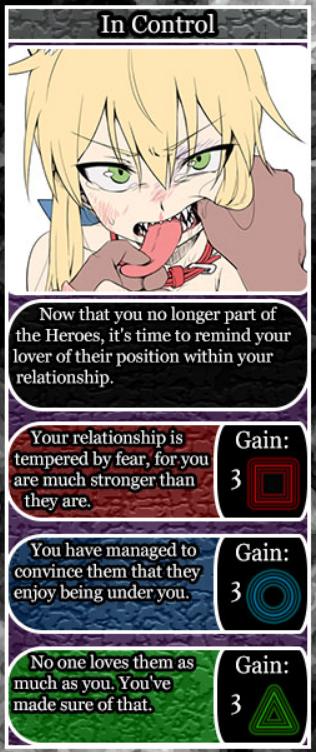 In Control
Now that you no longer part of
the Heroes, it's time to remind your
lover of their position within your
relationship.
Your relationship is
tempered by fear, for you
are much stronger than
they are.
Gain:
3
You have managed to
convince them that they
enjoy being under you.
Gain:
3
No one loves them as
much as you. You've
made sure of that.
Gain:
3